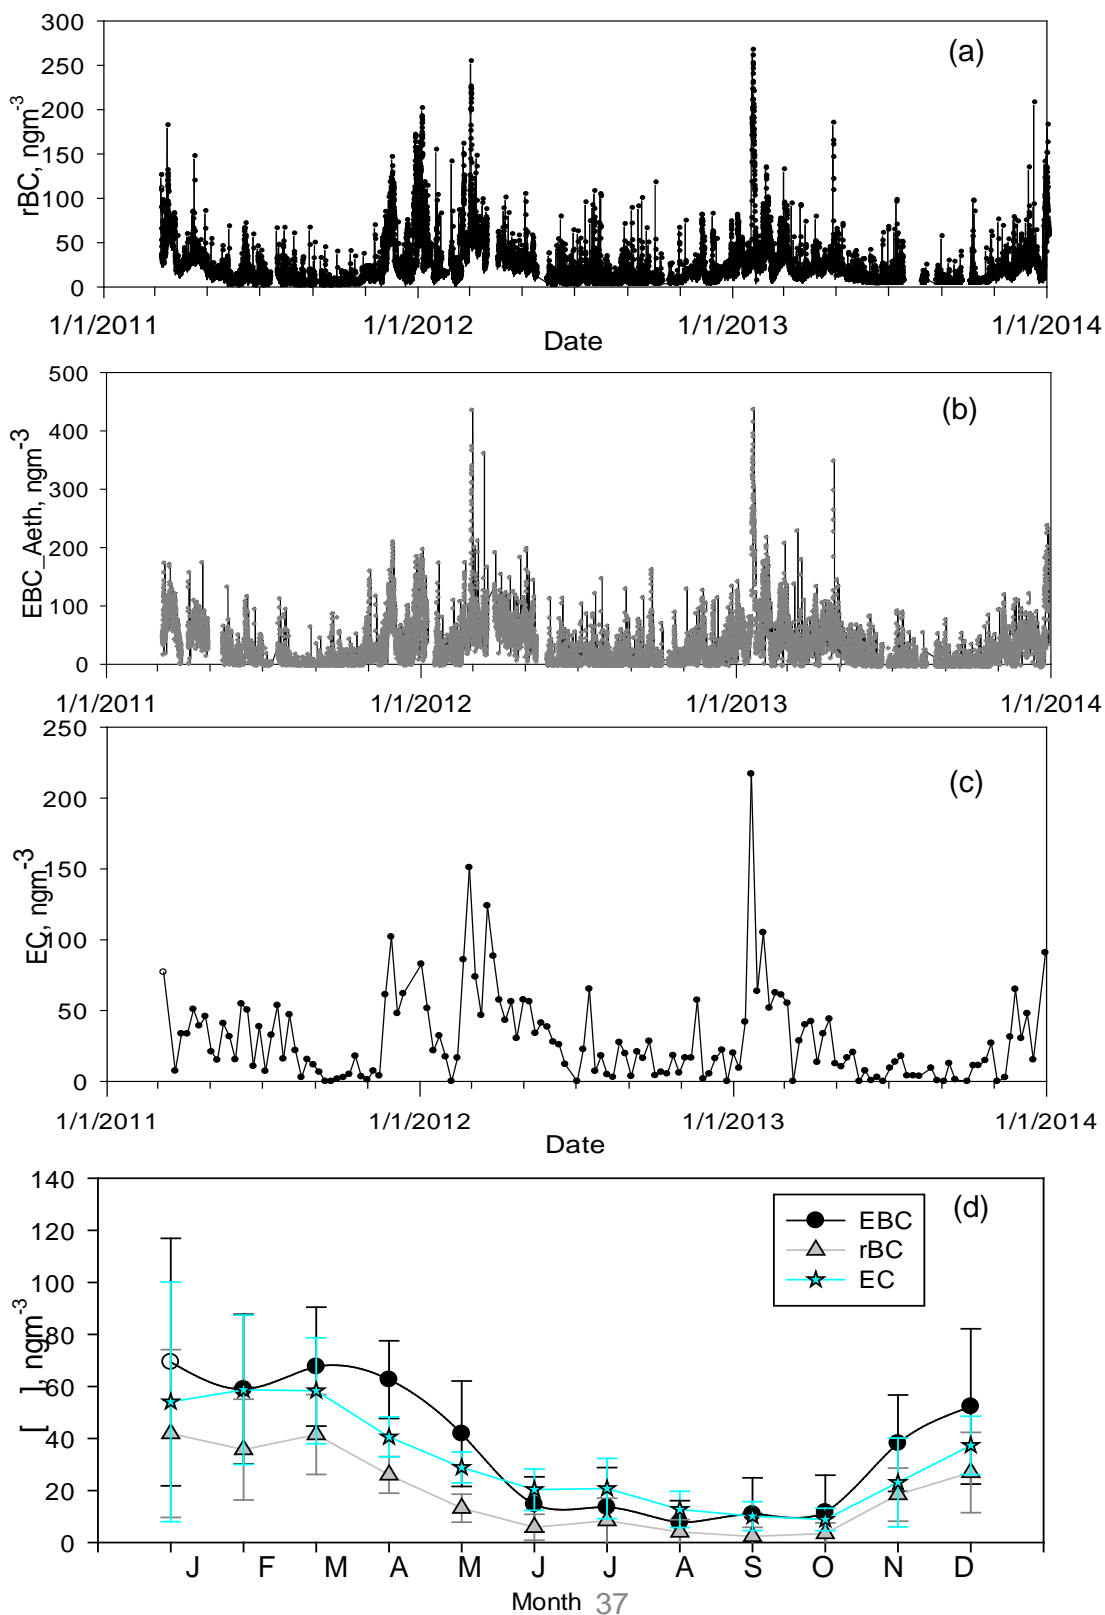 300
250
200
150
100
50
0
rBC, ngm-3
(a)
1/1/2011 1/1/2012 1/1/2013 1/1/2014
Date
500
400
300
200
100
0
EBC_Aeth, ngm-3
(b)
1/1/2011 1/1/2012 1/1/2013 1/1/2014
250
200
150
100
50
0
EC, ngm-3
(c)
1/1/2011 1/1/2012 1/1/2013 1/1/2014
Date
140
120
100
80
60
40
20
0
[ ], ngm-3
(d)
EBC
rBC
EC
J F M A M J J A S O N D
Month 37